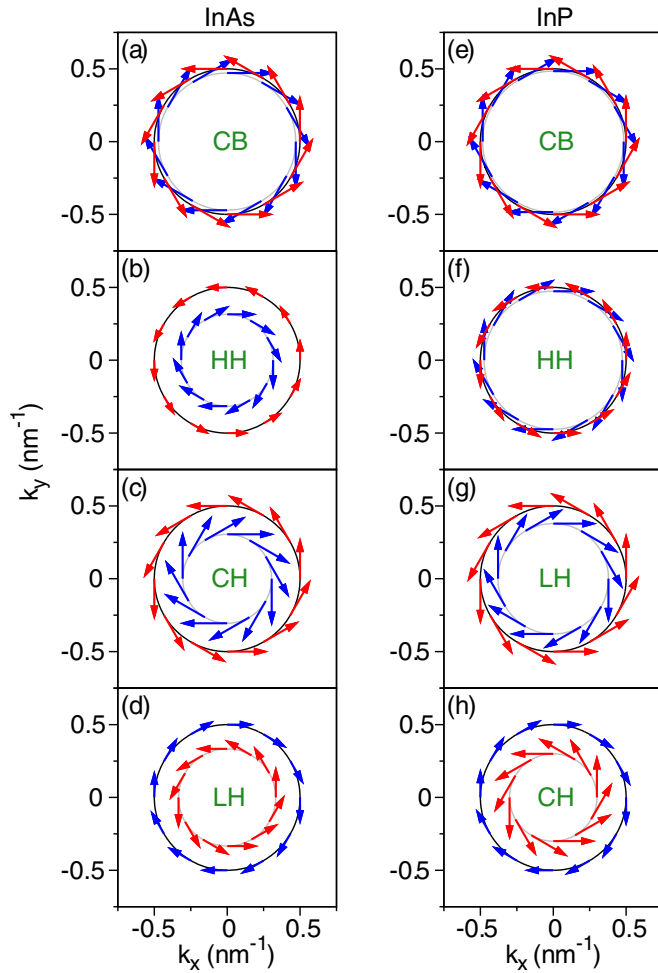 InAs InP
(a) (e)
0.5 0.5
0 CB 0 CB
-0.5 -0.5
(b) (f)
0.5 0.5
0 HH 0 HH
-0.5 -0.5
(c) (g)
0.5 0.5
0 CH 0 LH
-0.5 -0.5
(d) (h)
0.5 0.5
0 LH 0 CH
-0.5 -0.5
-0.5 0 0.5 -0.5 0 0.5
kx (nm⁻¹) kx (nm⁻¹)
ky (nm⁻¹)